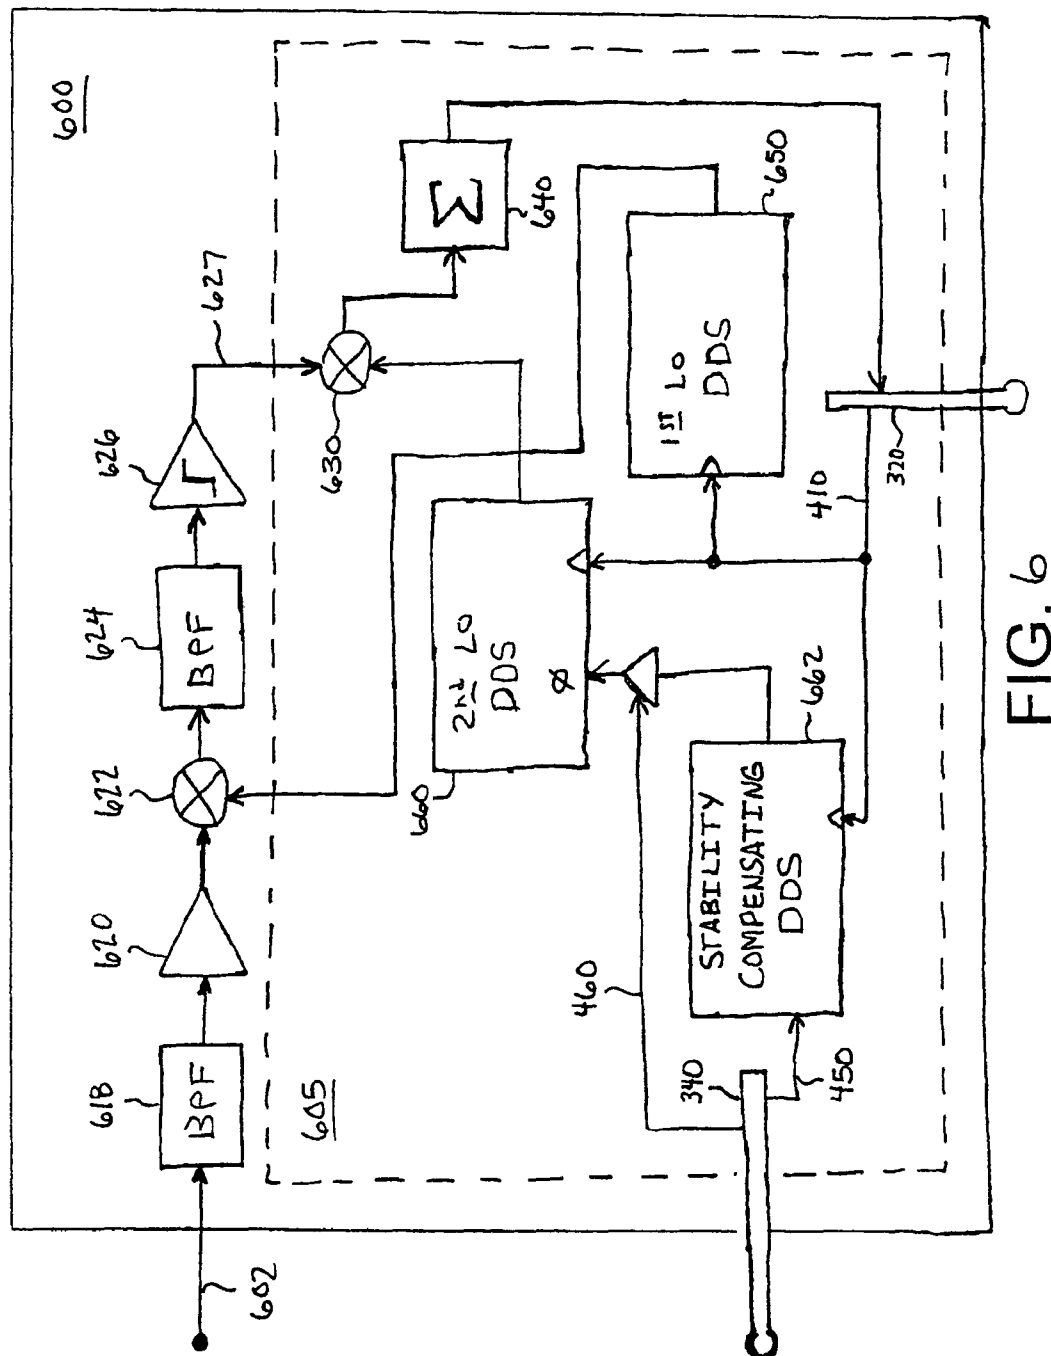 600
602
618
BPF
620
622
624
BPF
626
627
605
630
Σ
640
660
2nd LO
DDS
Ø
1ST LO
DDS
650
460
340
450
STABILITY
COMPENSATING
DDS
662
410
320
FIG. 6